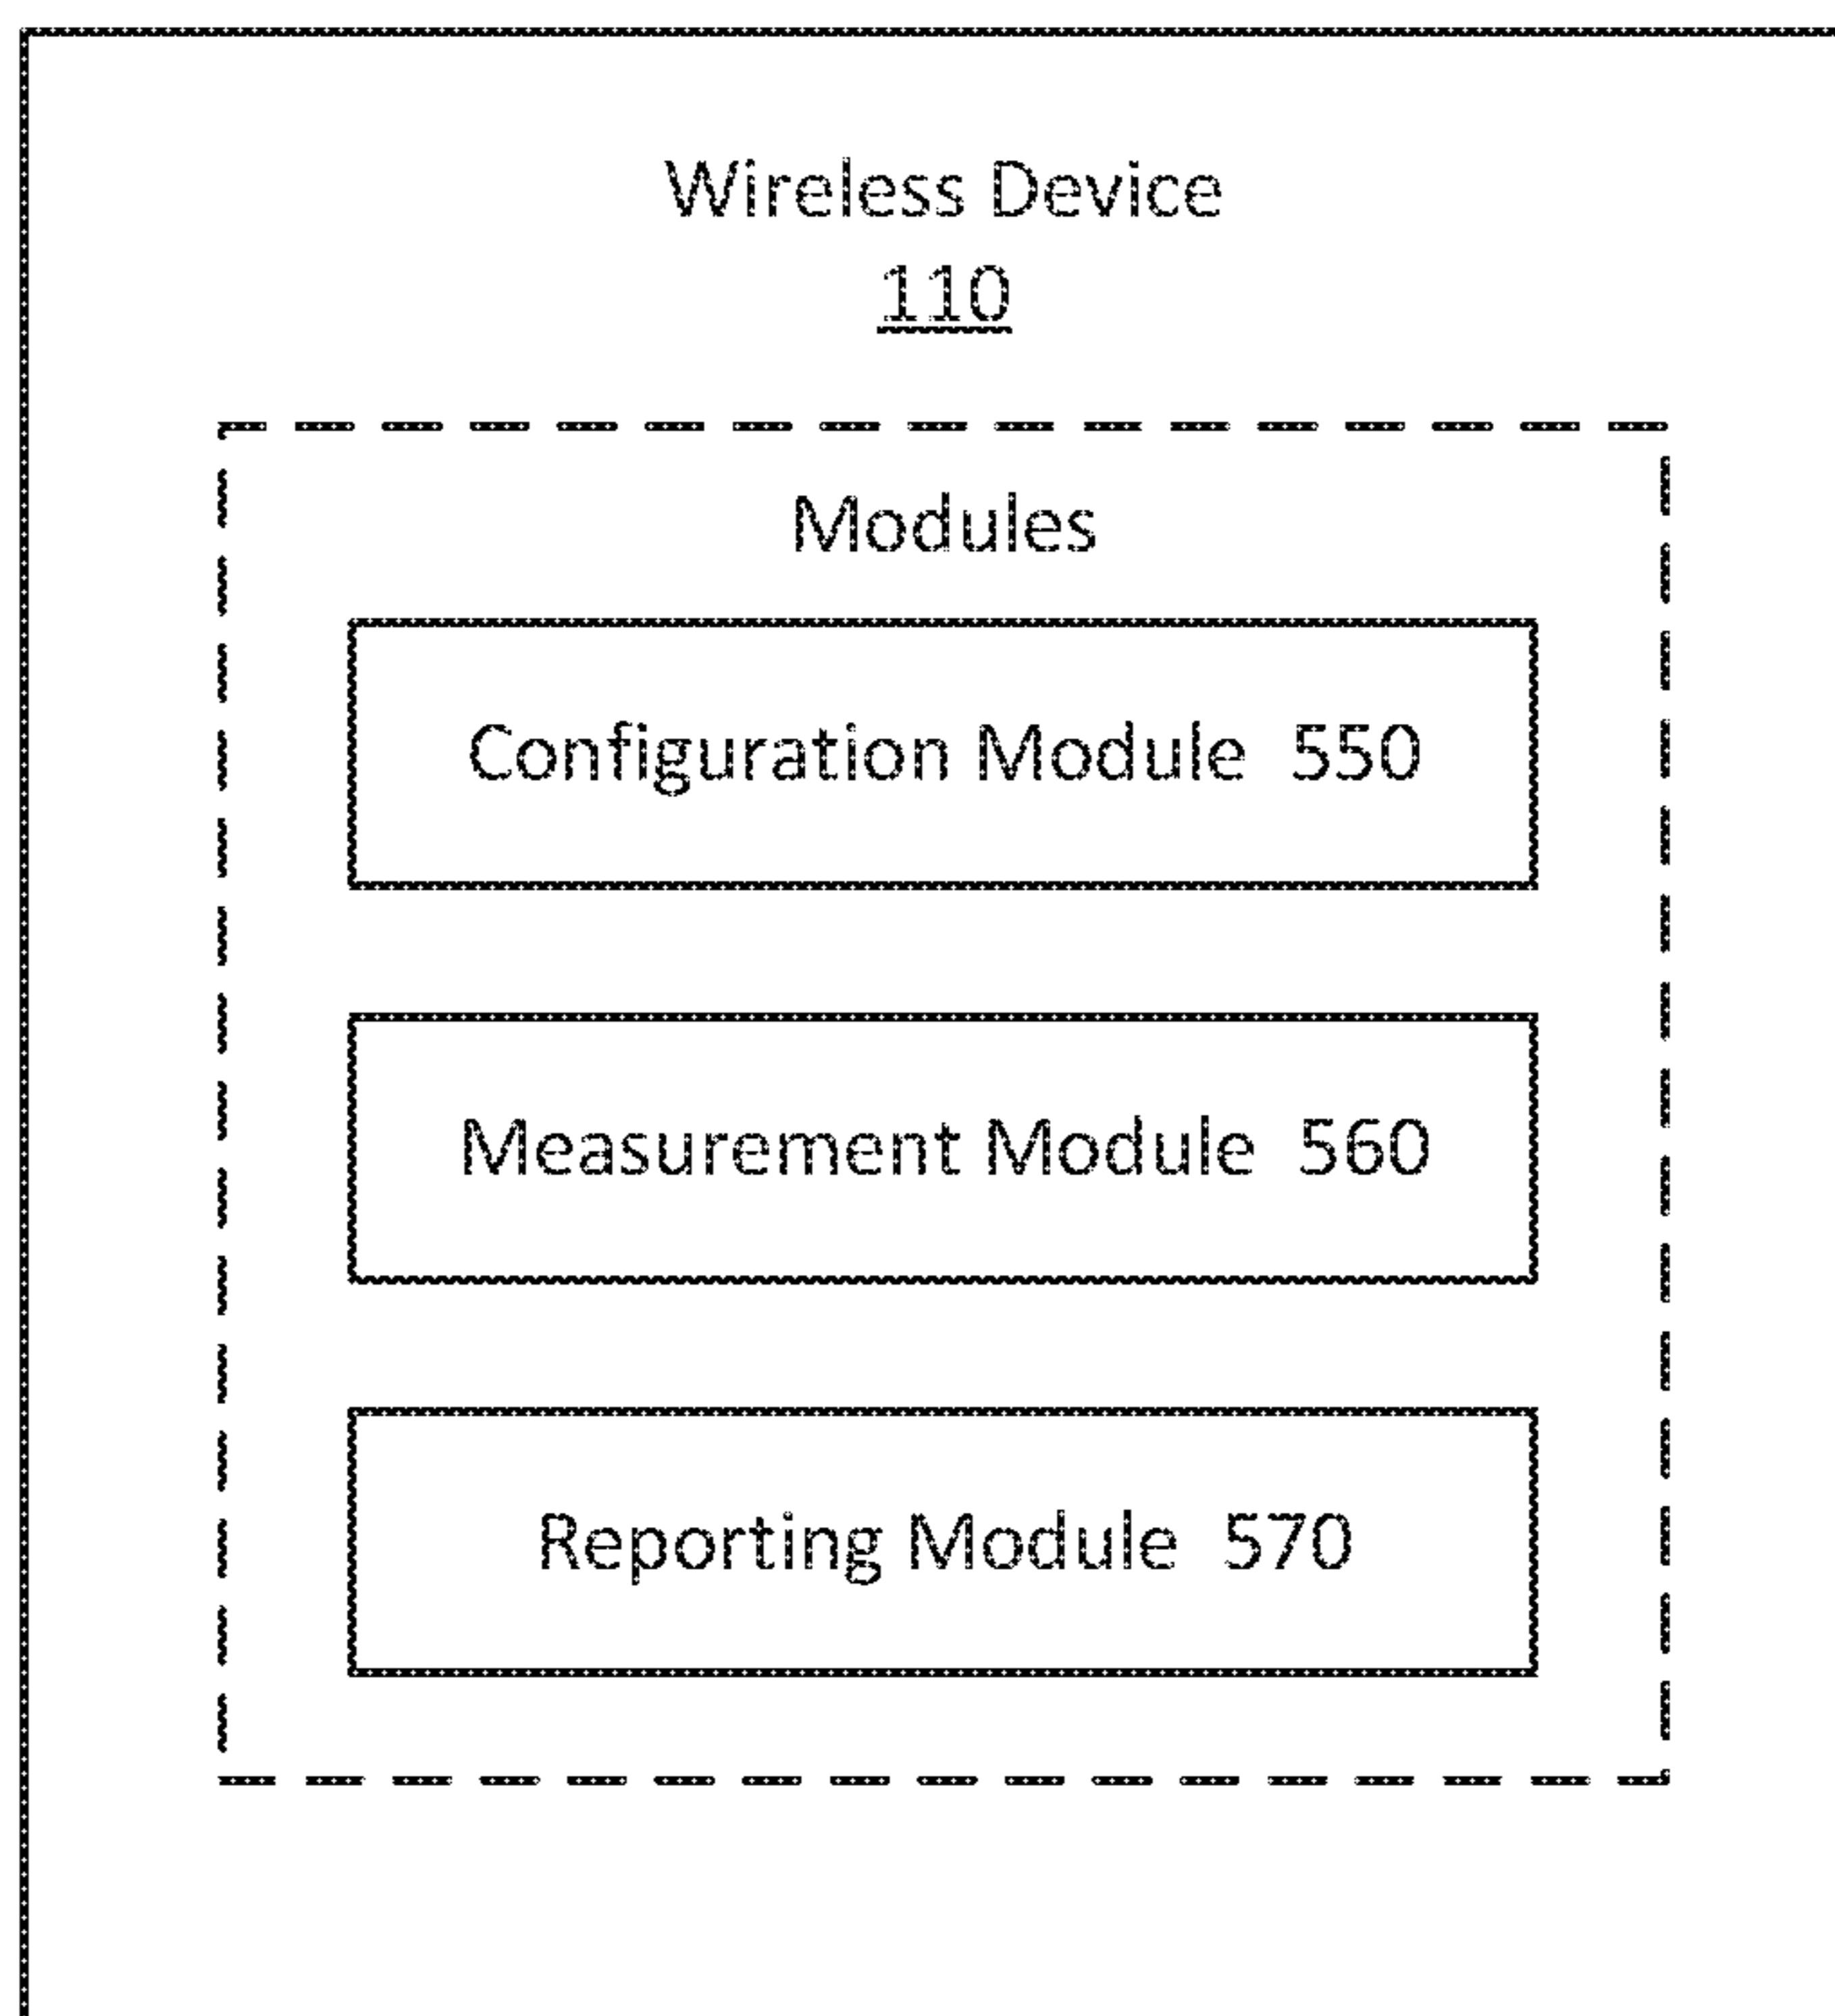 Wireless Device
110
Modules
Configuration Module 550
Measurement Module 560
Reporting Module 570